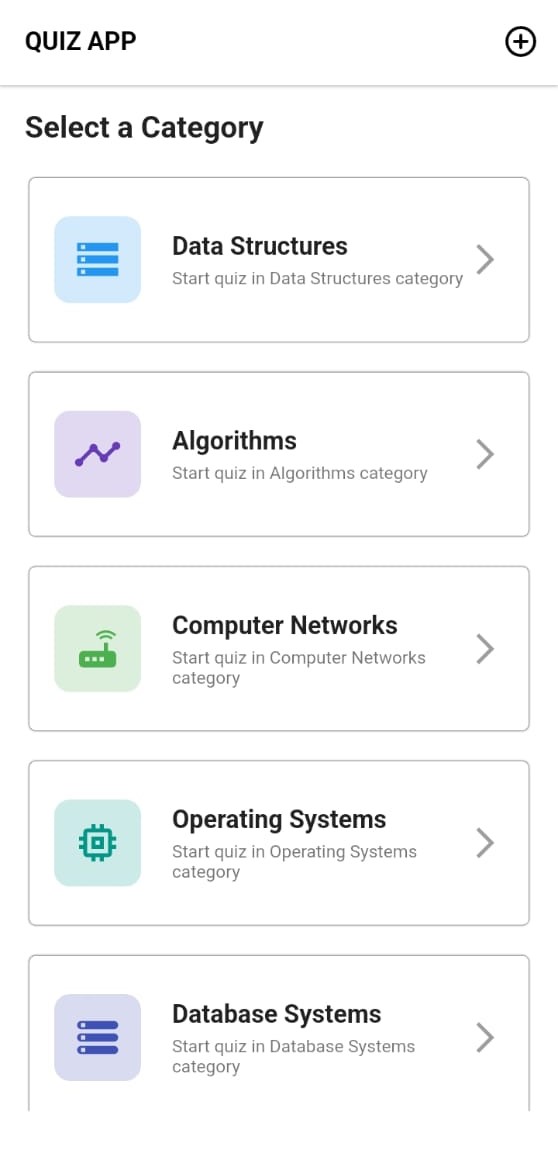 QUIZ APP
Select a Category
Data Structures
Start quiz in Data Structures category
Algorithms
Start quiz in Algorithms category
Computer Networks
Start quiz in Computer Networks
category
Operating Systems
Start quiz in Operating Systems
category
Database Systems
Start quiz in Database Systems
category